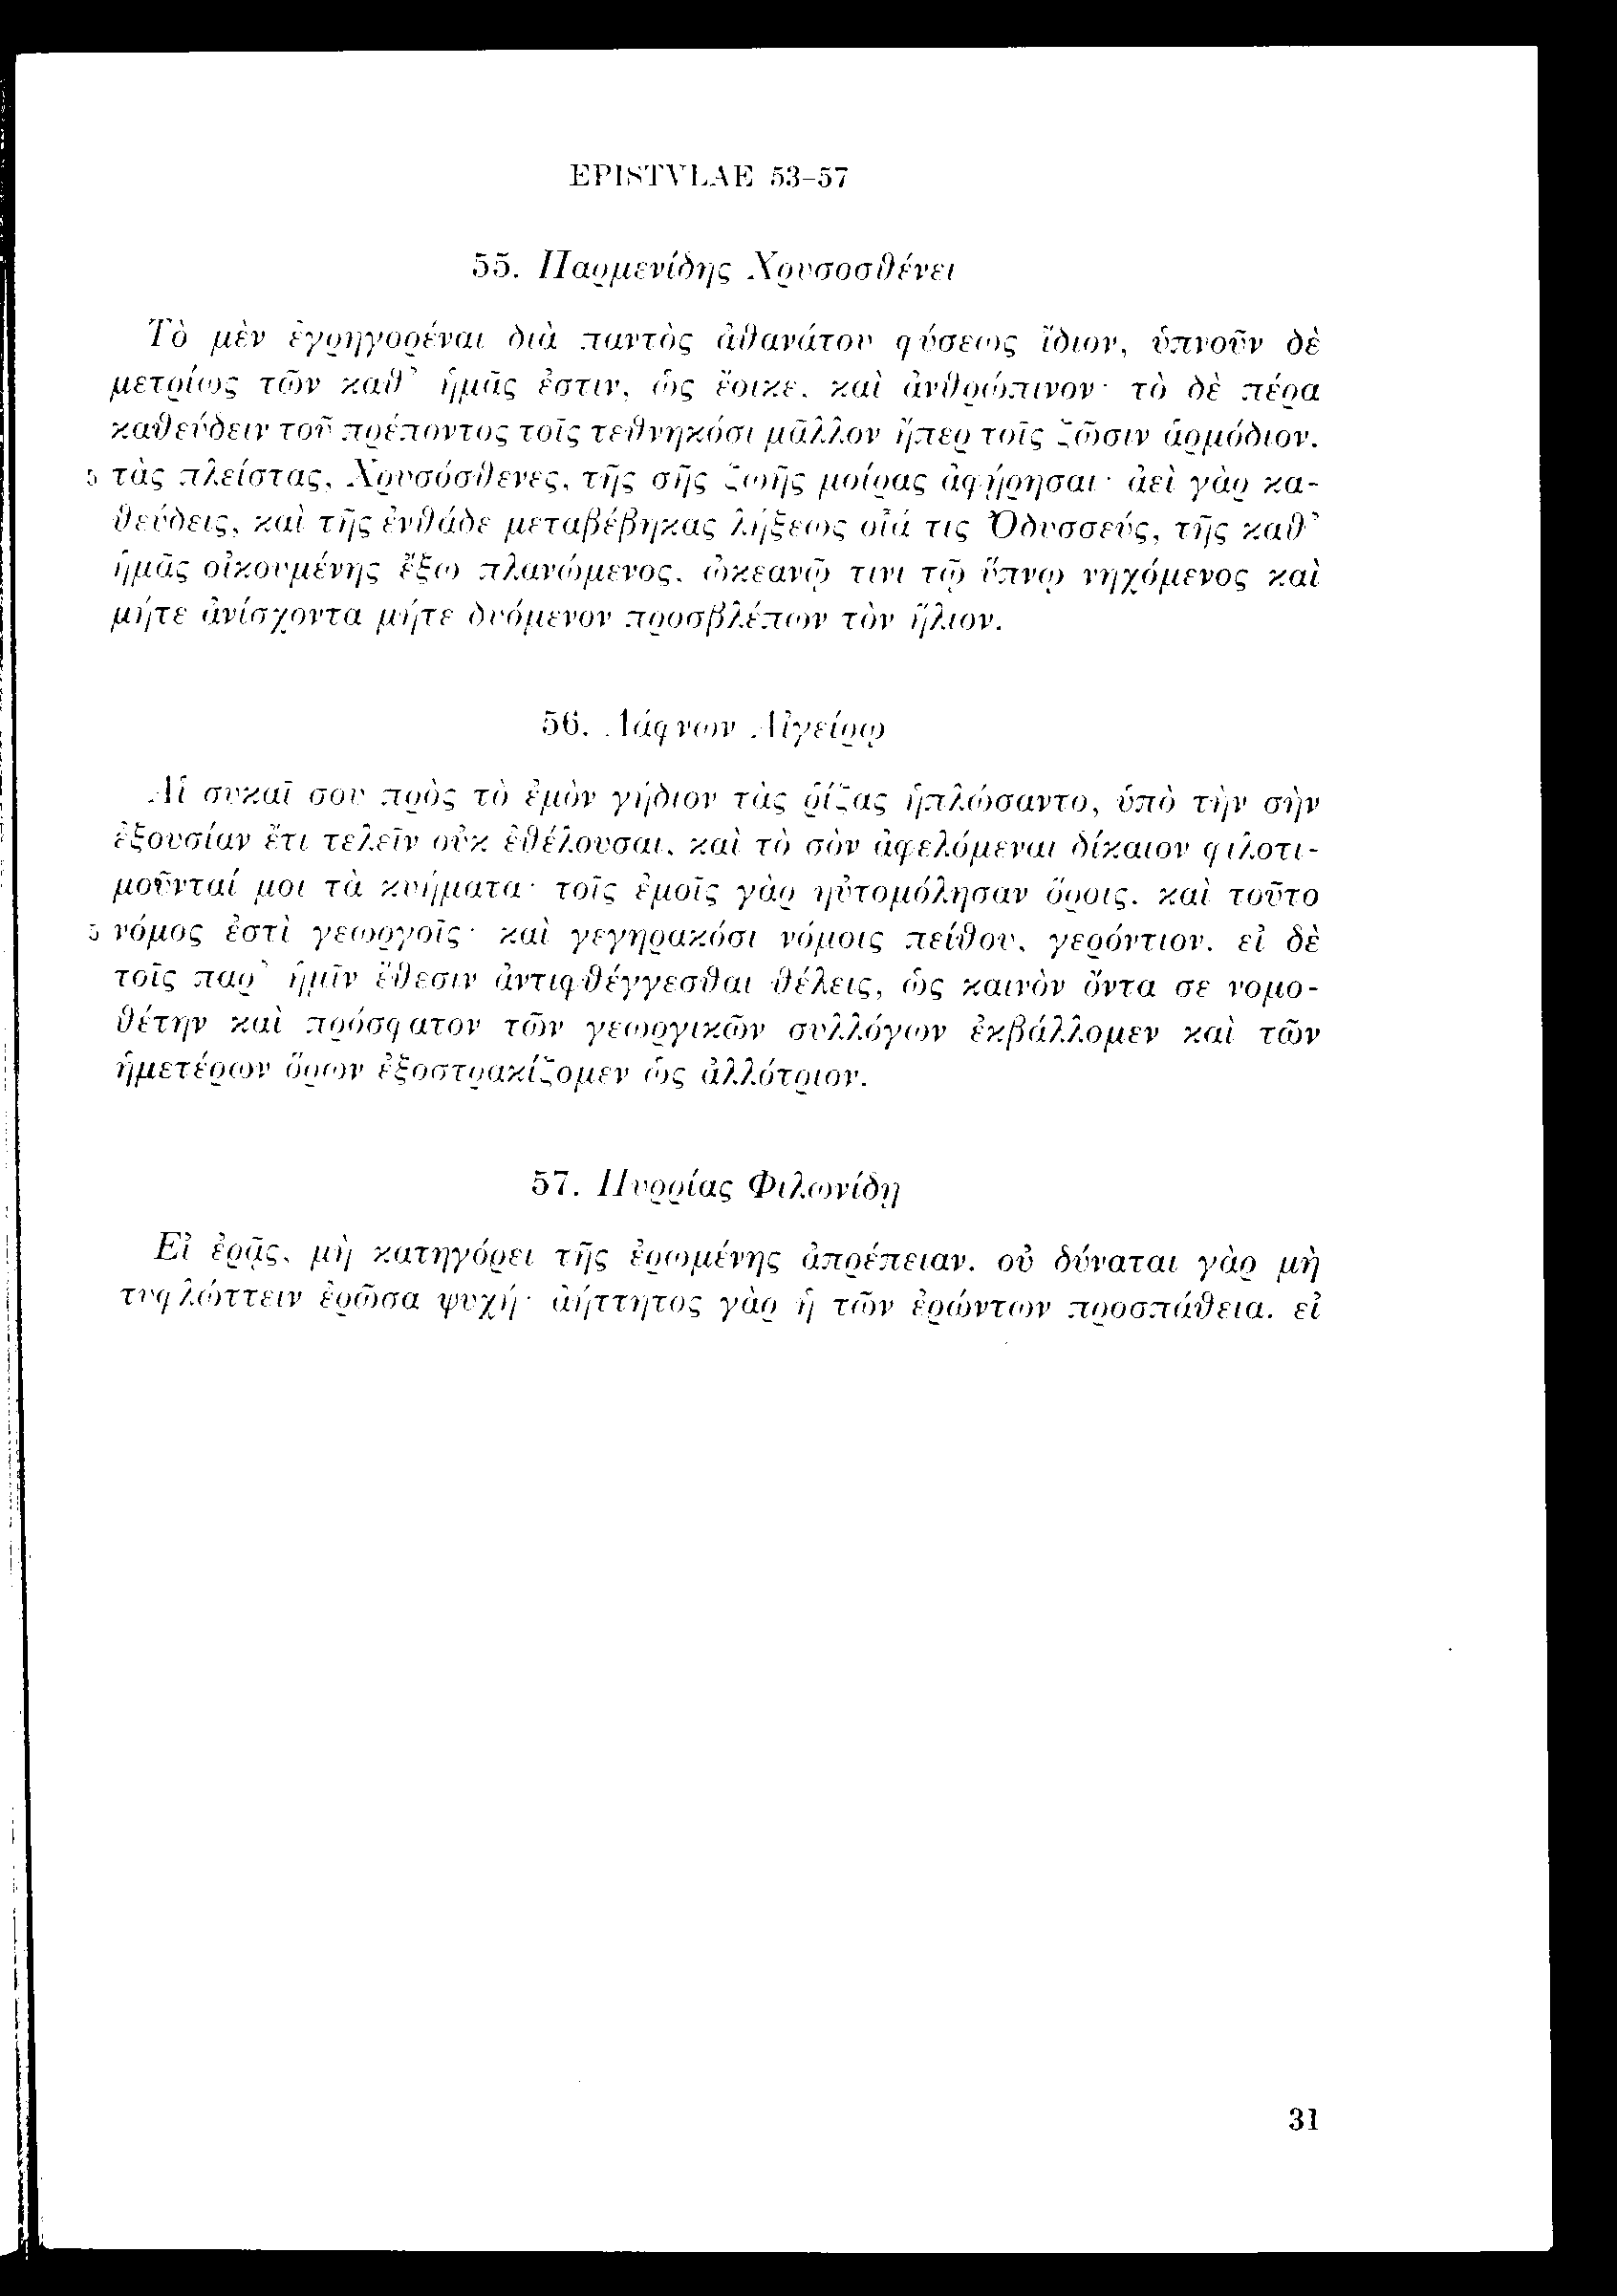 EPISTVLAE 53-57
55. Παρμενίδης Χρυσοσθένει
Τὸ μὲν ἐγρηγορέναι διὰ παντὸς ἀθανάτου φύσεως ἴδιον, ὑπνοῦν δὲ
μετρίως τῶν καθ’ ἡμᾶς ἐστιν, ὡς ἔοικε, καὶ ἀνθρώπινον· τὸ δὲ πέρα
καθεύδειν τοῦ πρέποντος τοῖς τεθνηκόσι μᾶλλον ἤπερ τοῖς ζῶσιν ἁρμόδιον.
5 τὰς πλείστας, Χρυσόσθενες, τῆς σῆς ζωῆς μοίρας ἀφῄρησαι· ἀεὶ γὰρ κα-
θεύδεις, καὶ τῆς ἐνθάδε μεταβέβηκας λήξεως οἷά τις Ὀδυσσεύς, τῆς καθ’
ἡμᾶς οἰκουμένης ἔξω πλανώμενος, ὠκεανῷ τινι τῷ ὕπνῳ νηχόμενος καὶ
μήτε ἀνίσχοντα μήτε δυόμενον προσβλέπων τὸν ἥλιον.
56. Δάφνων Αἰγείρῳ
Αἱ συκαῖ σου πρὸς τὸ ἐμὸν γήδιον τὰς ῥίζας ἡπλώσαντο, ὑπὸ τὴν σὴν
ἐξουσίαν ἔτι τελεῖν οὐκ ἐθέλουσαι, καὶ τὸ σὸν ἀφελόμεναι δίκαιον φιλοτι-
μοῦνταί μοι τὰ κυήματα· τοῖς ἐμοῖς γὰρ ηὐτομόλησαν ὅροις. καὶ τοῦτο
5 νόμος ἐστὶ γεωργοῖς· καὶ γεγηρακόσι νόμοις πείθου, γερόντιον. εἰ δὲ
τοῖς παρ’ ἡμῖν ἔθεσιν ἀντιφθέγγεσθαι θέλεις, ὡς καινὸν ὄντα σε νομο-
θέτην καὶ πρόσφατον τῶν γεωργικῶν συλλόγων ἐκβάλλομεν καὶ τῶν
ἡμετέρων ὅρων ἐξοστρακίζομεν ὡς ἀλλότριον.
57. Πυρρίας Φιλωνίδῃ
Εἰ ἐρᾷς, μὴ κατηγόρει τῆς ἐρωμένης ἀπρέπειαν. οὐ δύναται γὰρ μὴ
τυφλώττειν ἐρῶσα ψυχή· ἀήττητος γὰρ ἡ τῶν ἐρώντων προσπάθεια. εἰ
31